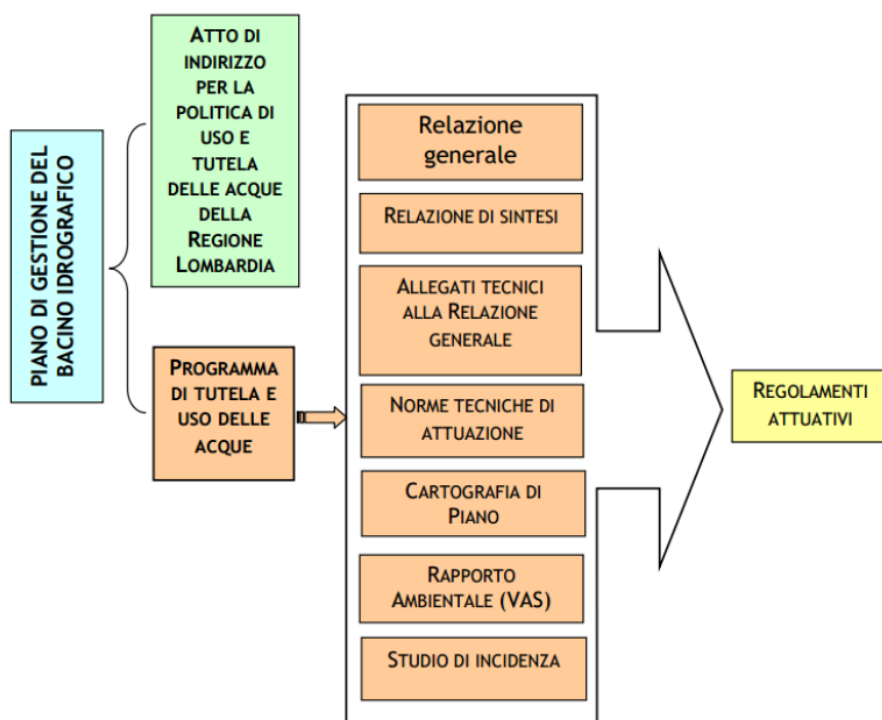 PIANO DI GESTIONE DEL
BACINO IDROGRAFICO
ATTO DI
INDIRIZZO
PER LA
POLITICA DI
USO E
TUTELA
DELLE ACQUE
DELLA
REGIONE
LOMBARDIA
PROGRAMMA
DI TUTELA E
USO DELLE
ACQUE
Relazione
generale
RELAZIONE DI SINTESI
ALLEGATI TECNICI
ALLA RELAZIONE
GENERALE
NORME TECNICHE DI
ATTUAZIONE
CARTOGRAFIA DI
PIANO
RAPPORTO
AMBIENTALE (VAS)
STUDIO DI INCIDENZA
REGOLAMENTI
ATTUATIVI